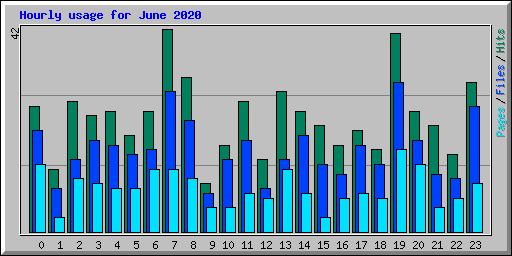 Hourly usage for June 2020
42
Pages/Files/Hits
0 1 2 3 4 5 6 7 8 9 10 11 12 13 14 15 16 17 18 19 20 21 22 23